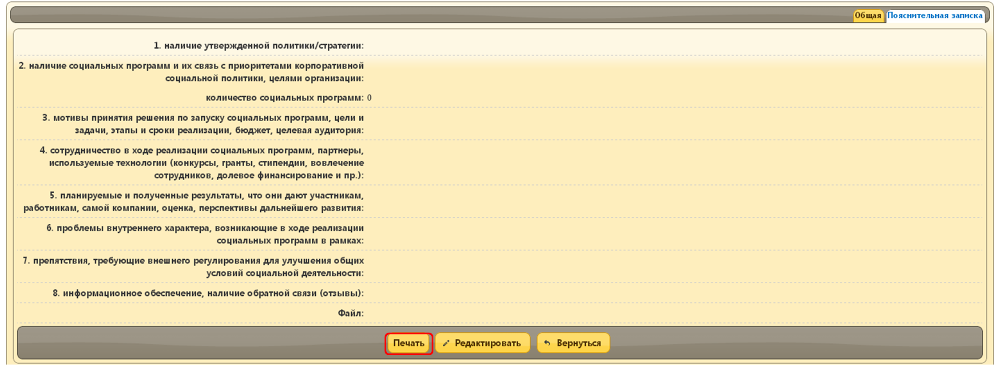 Общая Пояснительная записка
1. наличие утвержденной политики/стратегии:
2. наличие социальных программ и их связь с приоритетами корпоративной
социальной политики, целями организации:
количество социальных программ: 0
3. мотивы принятия решения по запуску социальных программ, цели и
задачи, этапы и сроки реализации, бюджет, целевая аудитория:
4. сотрудничество в ходе реализации социальных программ, партнеры,
используемые технологии (конкурсы, гранты, стипендии, вовлечение
сотрудников, долевое финансирование и пр.):
5. планируемые и полученные результаты, что они дают участникам,
работникам, самой компании, оценка, перспективы дальнейшего развития:
6. проблемы внутреннего характера, возникающие в ходе реализации
социальных программ в рамках:
7. препятствия, требующие внешнего регулирования для улучшения общих
условий социальной деятельности:
8. информационное обеспечение, наличие обратной связи (отзывы):
Файл:
Печать Редактировать Вернуться